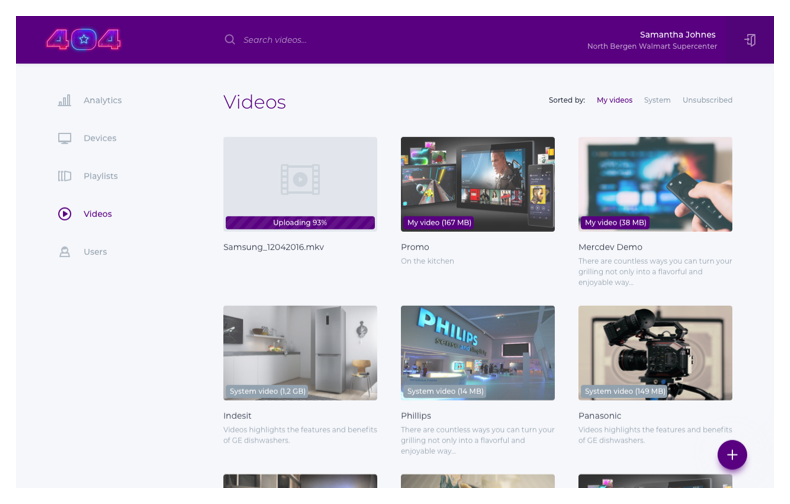 404
Search videos...
Samantha Johnes
North Bergen Walmart Supercenter
Analytics
Devices
Playlists
Videos
Users
Videos
Sorted by: My videos System Unsubscribed
Uploading 93%
Samsung_12042016.mkv
My video (167 MB)
Promo
On the kitchen
My video (38 MB)
Mercdev Demo
There are countless ways you can turn your
grilling not only into a flavorful and
enjoyable way...
System video (1,2 GB)
Indesit
Videos highlights the features and benefits
of GE dishwashers.
PHILIPS
System video (14 MB)
Phillips
There are countless ways you can turn your
grilling not only into a flavorful and
enjoyable way...
System video (149 MB)
Panasonic
Videos highlights the features and benefits
of GE dishwashers.